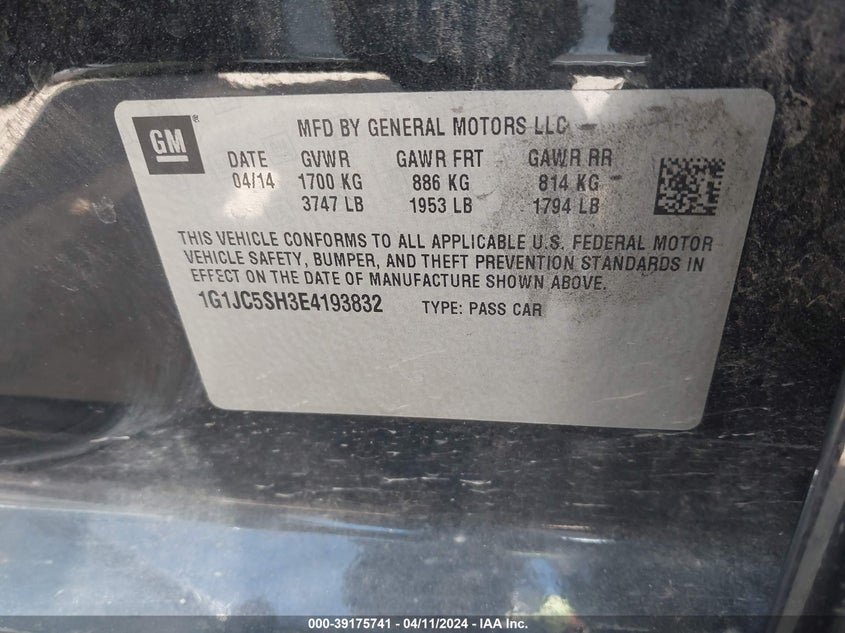 GM ®
MFD BY GENERAL MOTORS LLC
DATE GVWR GAWR FRT GAWR RR
04/14 1700 KG 886 KG 814 KG
3747 LB 1953 LB 1794 LB
THIS VEHICLE CONFORMS TO ALL APPLICABLE U.S. FEDERAL MOTOR
VEHICLE SAFETY, BUMPER, AND THEFT PREVENTION STANDARDS IN
EFFECT ON THE DATE OF MANUFACTURE SHOWN ABOVE.
1G1JC5SH3E4193832 TYPE: PASS CAR
000-39175741 - 04/11/2024 - IAA Inc.